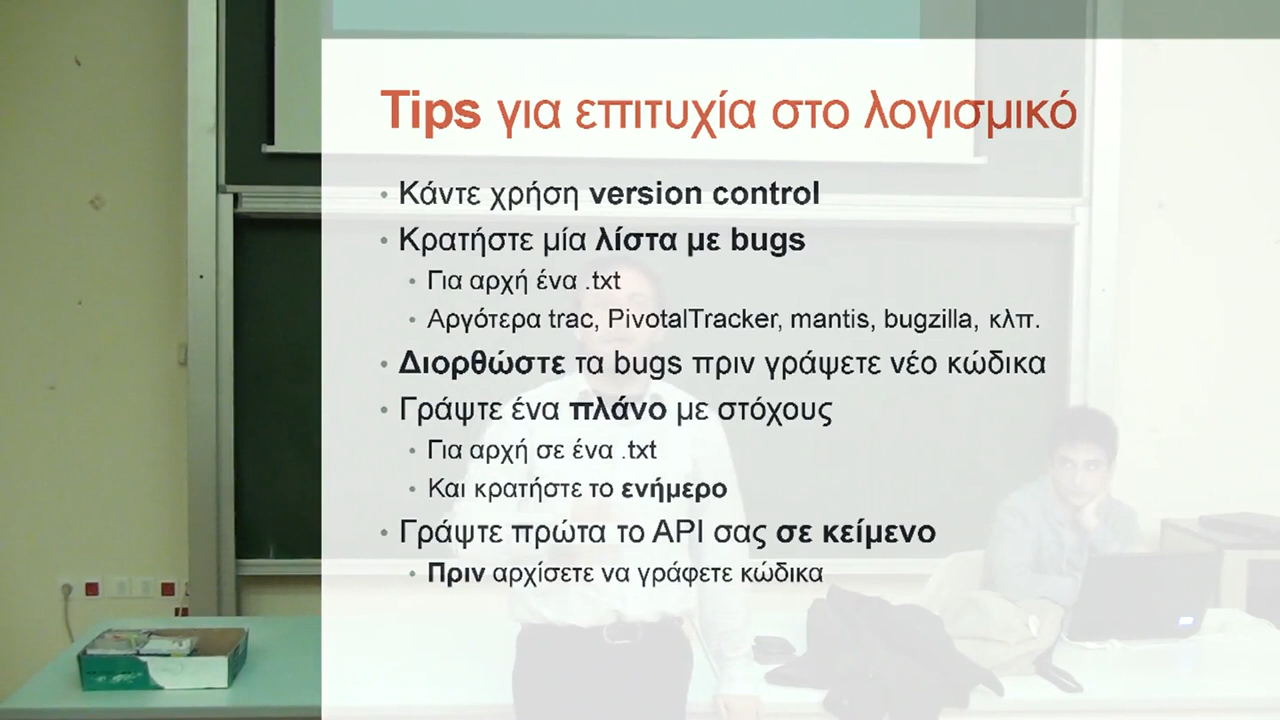 Tips για επιτυχία στο λογισμικό
• Κάντε χρήση version control
• Κρατήστε μία λίστα με bugs
• Για αρχή ένα .txt
• Αργότερα trac, PivotalTracker, mantis, bugzilla, κλπ.
• Διορθώστε τα bugs πριν γράψετε νέο κώδικα
• Γράψτε ένα πλάνο με στόχους
• Για αρχή σε ένα .txt
• Και κρατήστε το ενήμερο
• Γράψτε πρώτα το API σας σε κείμενο
• Πριν αρχίσετε να γράφετε κώδικα